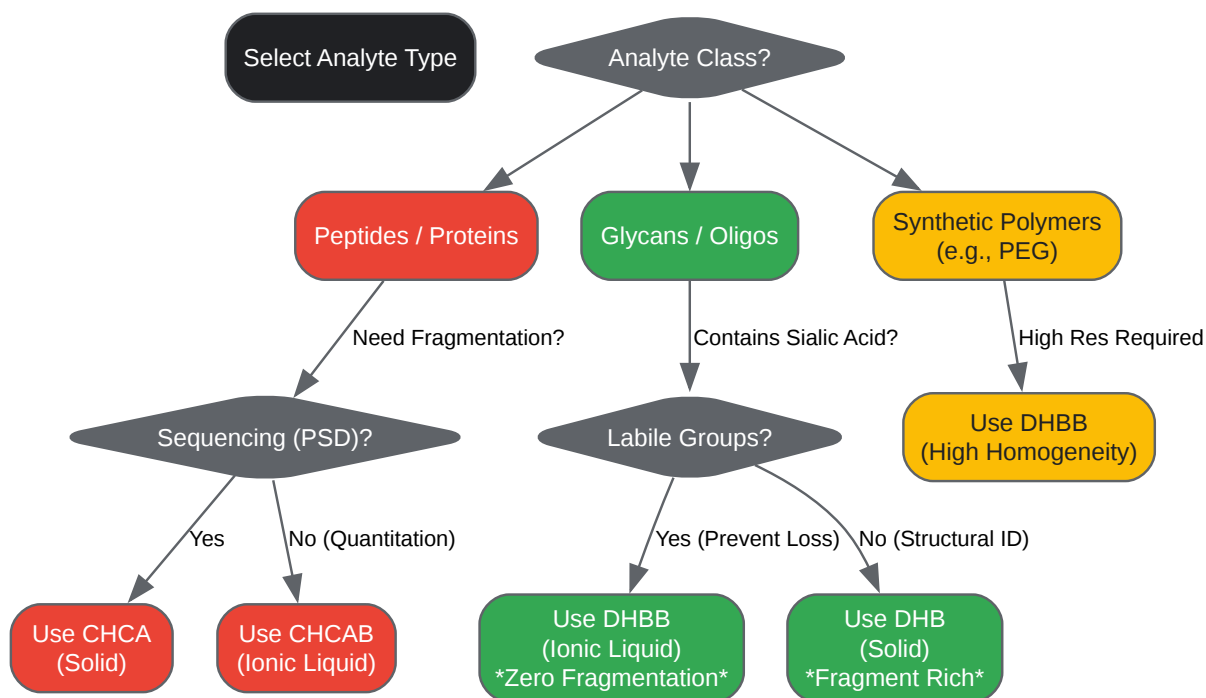 Select Analyte Type
Analyte Class?
Peptides / Proteins
Glycans / Oligos
Synthetic Polymers
(e.g., PEG)
Need Fragmentation?
Contains Sialic Acid?
High Res Required
Sequencing (PSD)?
Labile Groups?
Use DHBB
(High Homogeneity)
Yes
No (Quantitation)
Yes (Prevent Loss)
No (Structural ID)
Use CHCA
(Solid)
Use CHCAB
(Ionic Liquid)
Use DHBB
(Ionic Liquid)
*Zero Fragmentation*
Use DHB
(Solid)
*Fragment Rich*